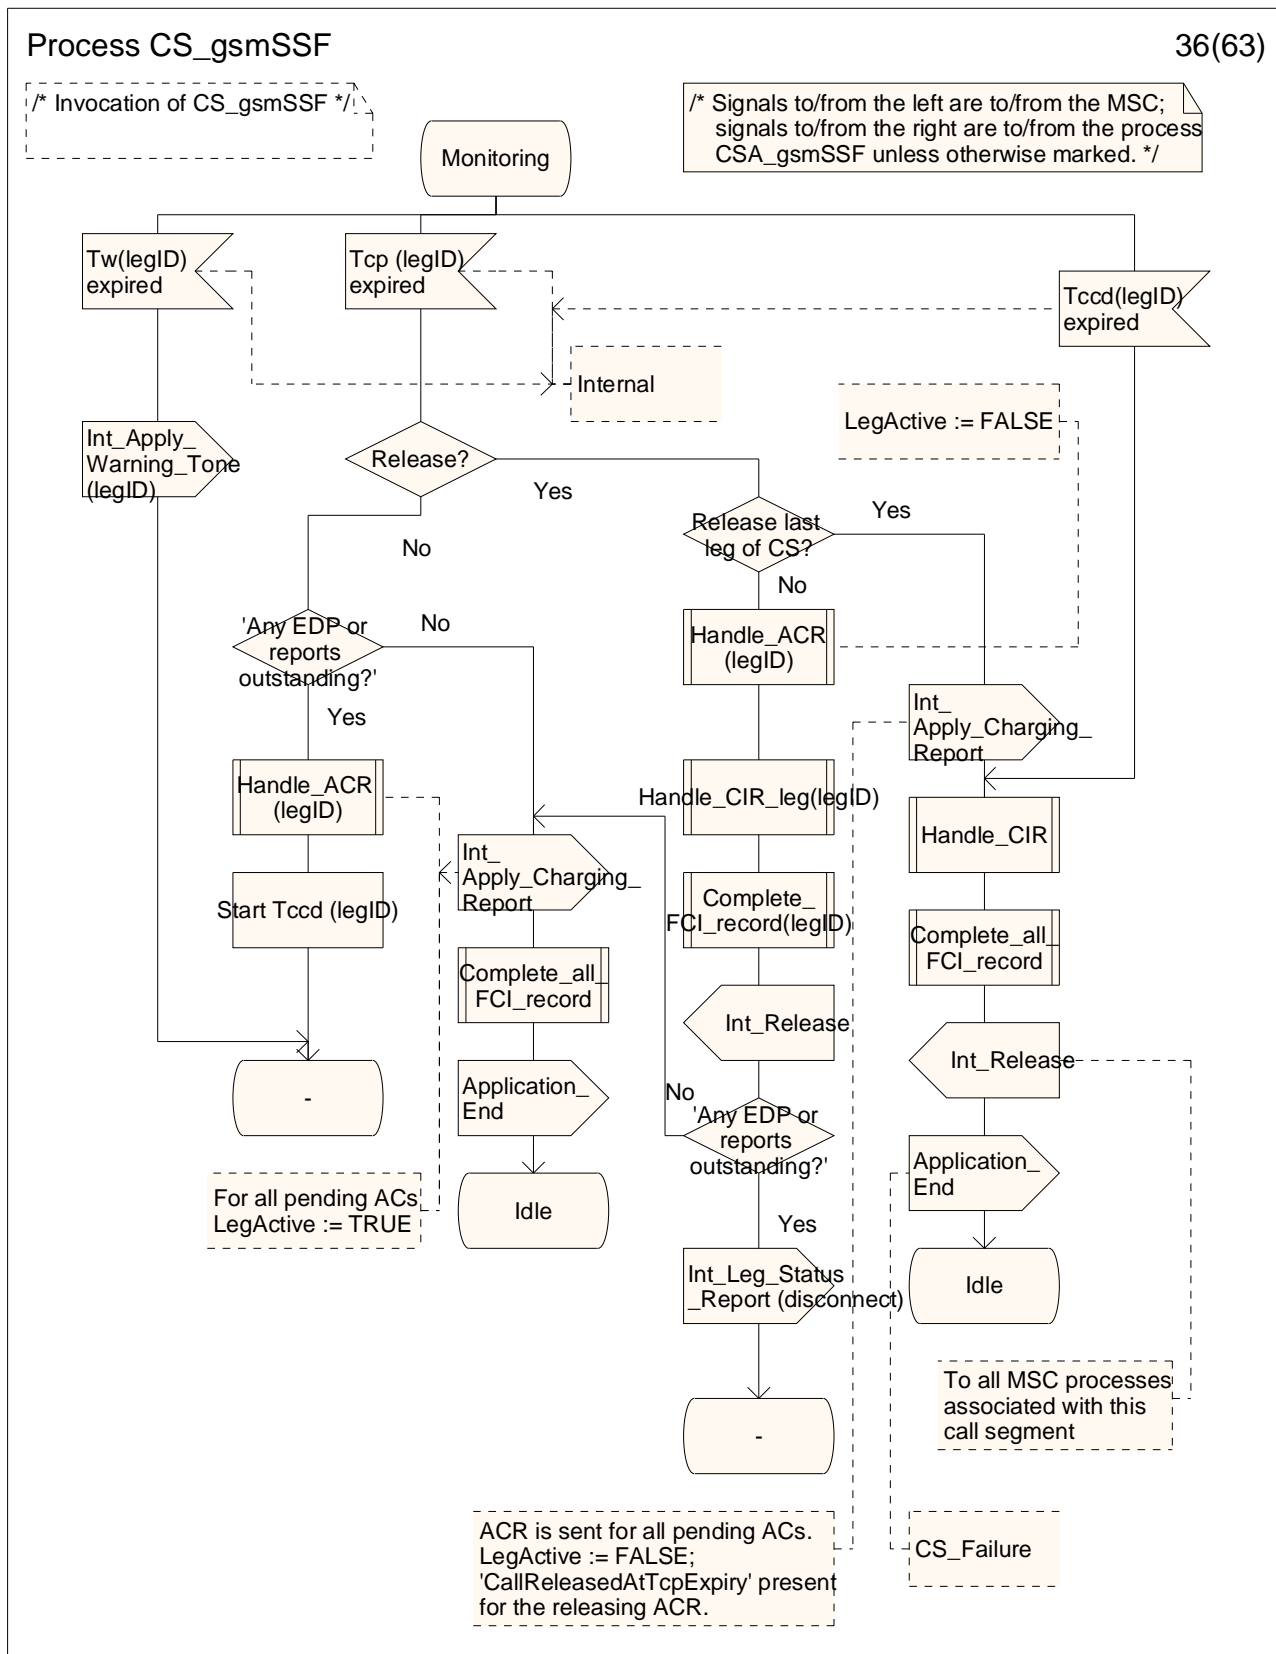 Process CS_gsmSSF
36(63)
/* Invocation of CS_gsmSSF */
/* Signals to/from the left are to/from the MSC;
signals to/from the right are to/from the process
CSA_gsmSSF unless otherwise marked. */
Monitoring
Tw(legID)
expired
Tcp (legID)
expired
Tccd(legID)
expired
Internal
LegActive := FALSE
Int_Apply_
Warning_Tone
(legID)
Release?
Yes
No
Release last
leg of CS?
Yes
No
'Any EDP or
reports
outstanding?'
No
Yes
Handle_ACR
(legID)
Int_
Apply_Charging_
Report
Handle_ACR
(legID)
Handle_CIR_leg(legID)
Handle_CIR
Int_
Apply_Charging_
Report
Start Tccd (legID)
Complete_
FCI_record(legID)
Complete_all_
FCI_record
Complete_all_
FCI_record
Int_Release
Int_Release
Application_
End
-
No
'Any EDP or
reports
outstanding?'
Yes
Application_
End
For all pending ACs
LegActive := TRUE
Idle
Int_Leg_Status
_Report (disconnect)
Idle
To all MSC processes
associated with this
call segment
-
ACR is sent for all pending ACs.
LegActive := FALSE;
'CallReleasedAtTcpExpiry' present
for the releasing ACR.
CS_Failure